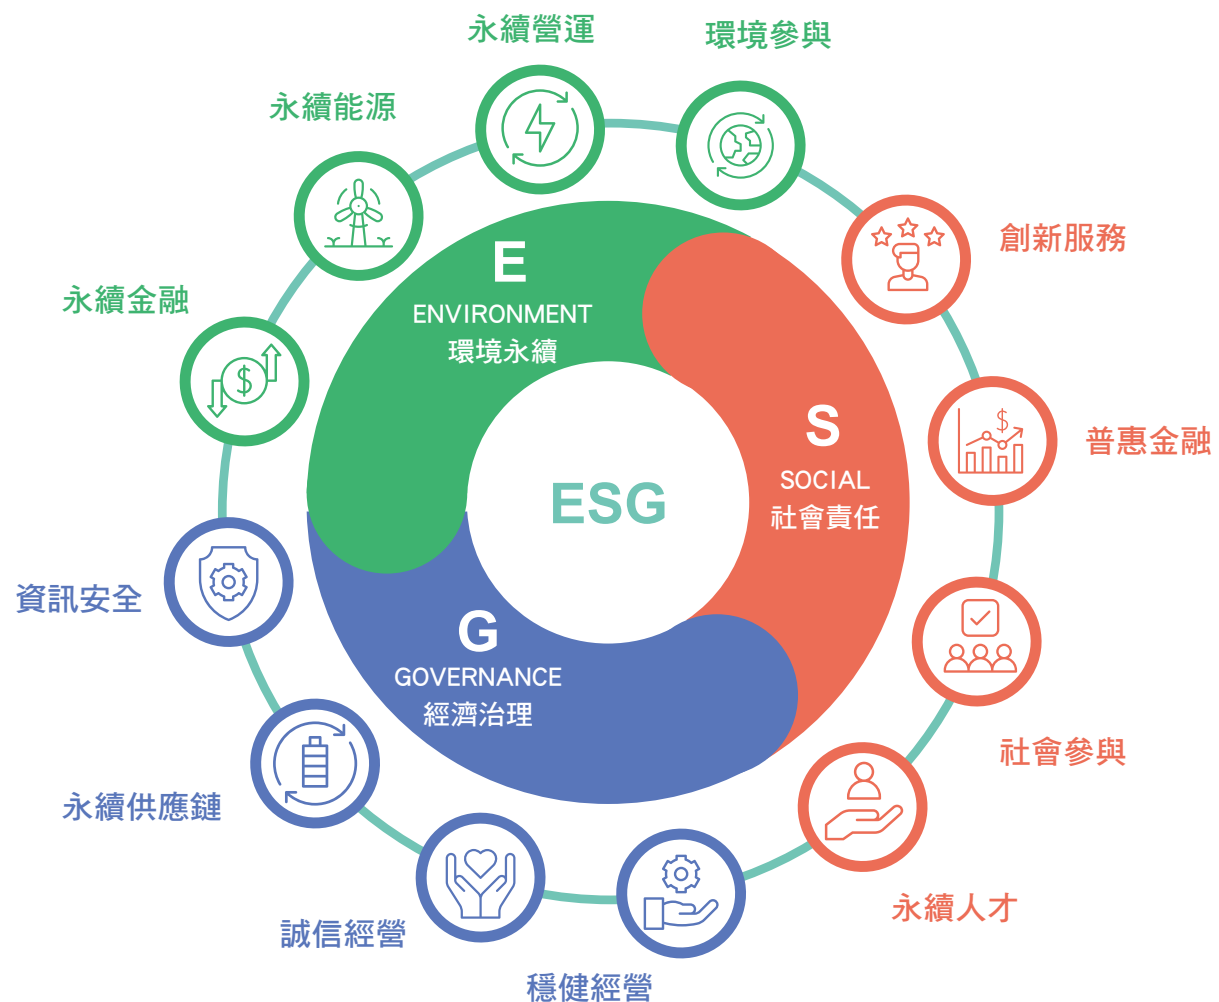 永續營運
環境參與
永續能源
創新服務
E
ENVIRONMENT
環境永續
永續金融
$
$
S
SOCIAL
社會責任
普惠金融
ESG
資訊安全
G
GOVERNANCE
經濟治理
社會參與
永續供應鏈
永續人才
誠信經營
穩健經營